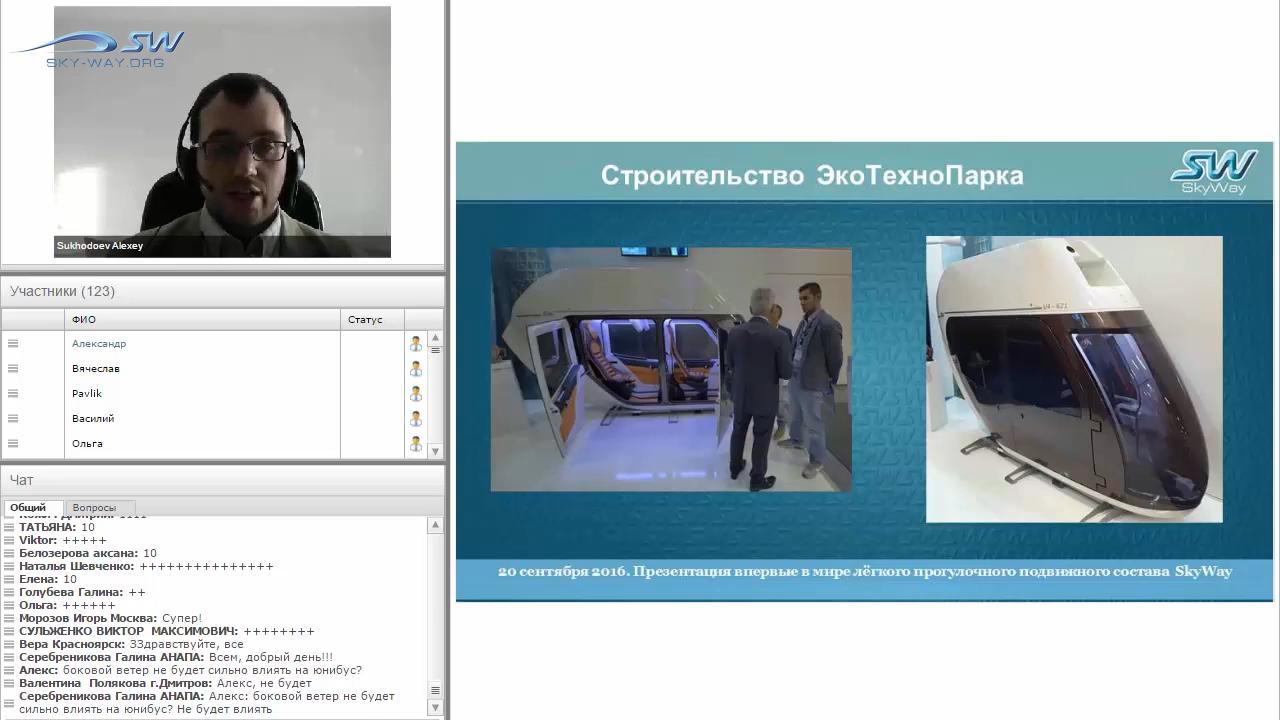 SW
SKY-WAY.ORG
Sukhodoev Alexey
Участники (123)
ФИО
Статус
Александр
Вячеслав
Pavlik
Василий
Ольга
Чат
Общий
Вопросы
ТАТЬЯНА: 10
Viktor: +++++
Белозерова аксана: 10
Наталья Шевченко: +++++++++++++++
Елена: 10
Голубева Галина: ++
Ольга: ++++++
Морозов Игорь Москва: Супер!
СУЛЬЖЕНКО ВИКТОР МАКСИМОВИЧ: ++++++++
Вера Красноярск: ЗЗдравствуйте, все
Серебреникова Галина АНАПА: Всем, добрый день!!!
Алекс: боковой ветер не будет сильно влиять на юнибус?
Валентина Полякова г.Дмитров: Алекс, не будет
Серебреникова Галина АНАПА: Алекс: боковой ветер не будет
сильно влиять на юнибус? Не будет влиять
Строительство ЭкоТехноПарка
SW
SkyWay
U4-621
20 сентября 2016. Презентация впервые в мире лёгкого прогулочного подвижного состава SkyWay